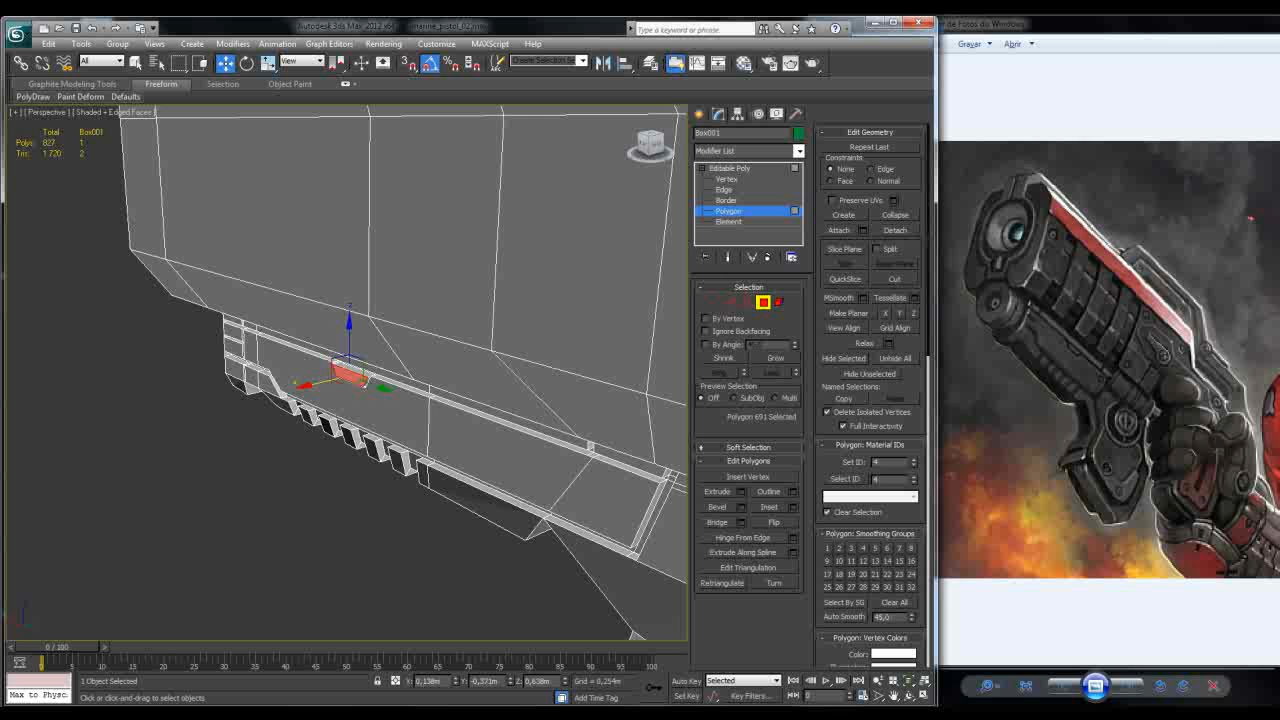 Autodesk 3ds Max 2012 x64
marine_pistol_02.max
Type a keyword or phrase
de Fotos do Windows
Edit Tools Group Views Create Modifiers Animation Graph Editors Rendering Customize MAXScript Help
Gravar Abrir
All View Create Selection Se
Graphite Modeling Tools Freeform Selection Object Paint
PolyDraw Paint Deform Defaults
[ + ] [ Perspective ] [ Shaded + Edged Faces ]
Total Box001
Polys: 827 1
Tris: 1 720 2
Z
Box001
Modifier List
Editable Poly
Vertex
Edge
Border
Polygon
Element
Selection
By Vertex
Ignore Backfacing
By Angle:
Shrink Grow
Preview Selection
Off SubObj Multi
Polygon 691 Selected
Soft Selection
Edit Polygons
Insert Vertex
Extrude Outline
Bevel Inset
Bridge Flip
Hinge From Edge
Extrude Along Spline
Edit Triangulation
Retriangulate Turn
Edit Geometry
Repeat Last
Constraints
None Edge
Face Normal
Preserve UVs
Create Collapse
Attach Detach
Slice Plane Split
QuickSlice Cut
MSmooth Tessellate
Make Planar X Y Z
View Align Grid Align
Relax
Hide Selected Unhide All
Hide Unselected
Named Selections:
Copy
Delete Isolated Vertices
Full Interactivity
Polygon: Material IDs
Set ID: 4
Select ID 4
Clear Selection
Polygon: Smoothing Groups
1 2 3 4 5 6 7 8
9 10 11 12 13 14 15 16
17 18 19 20 21 22 23 24
25 26 27 28 29 30 31 32
Select By SG Clear All
Auto Smooth 45,0
Polygon: Vertex Colors
Color:
0 / 100
0 5 10 15 20 25 30 35 40 45 50 55 60 65 70 75 80 85 90 95 100
1 Object Selected X: 0,138m Y: -0,371m Z: 0,638m Grid = 0,254m Auto Key Selected
Max to Physc. Click or click-and-drag to select objects Add Time Tag Set Key Key Filters... 0